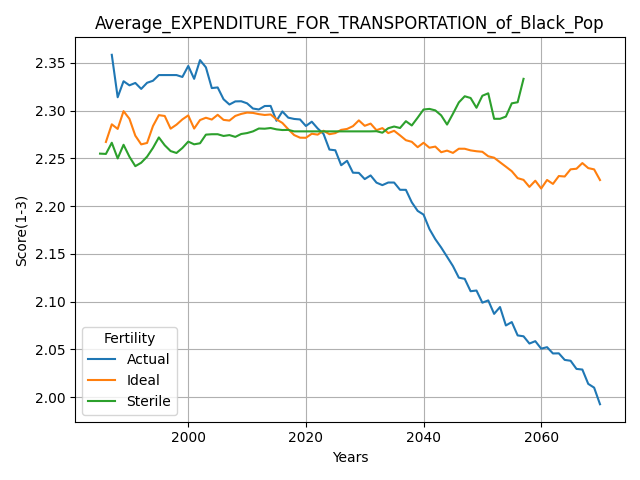 Average_EXPENDITURE_FOR_TRANSPORTATION_of_Black_Pop
Score(1-3)
2.35
2.30
2.25
2.20
2.15
2.10
2.05
2.00
Fertility
Actual
Ideal
Sterile
2000 2020 2040 2060
Years